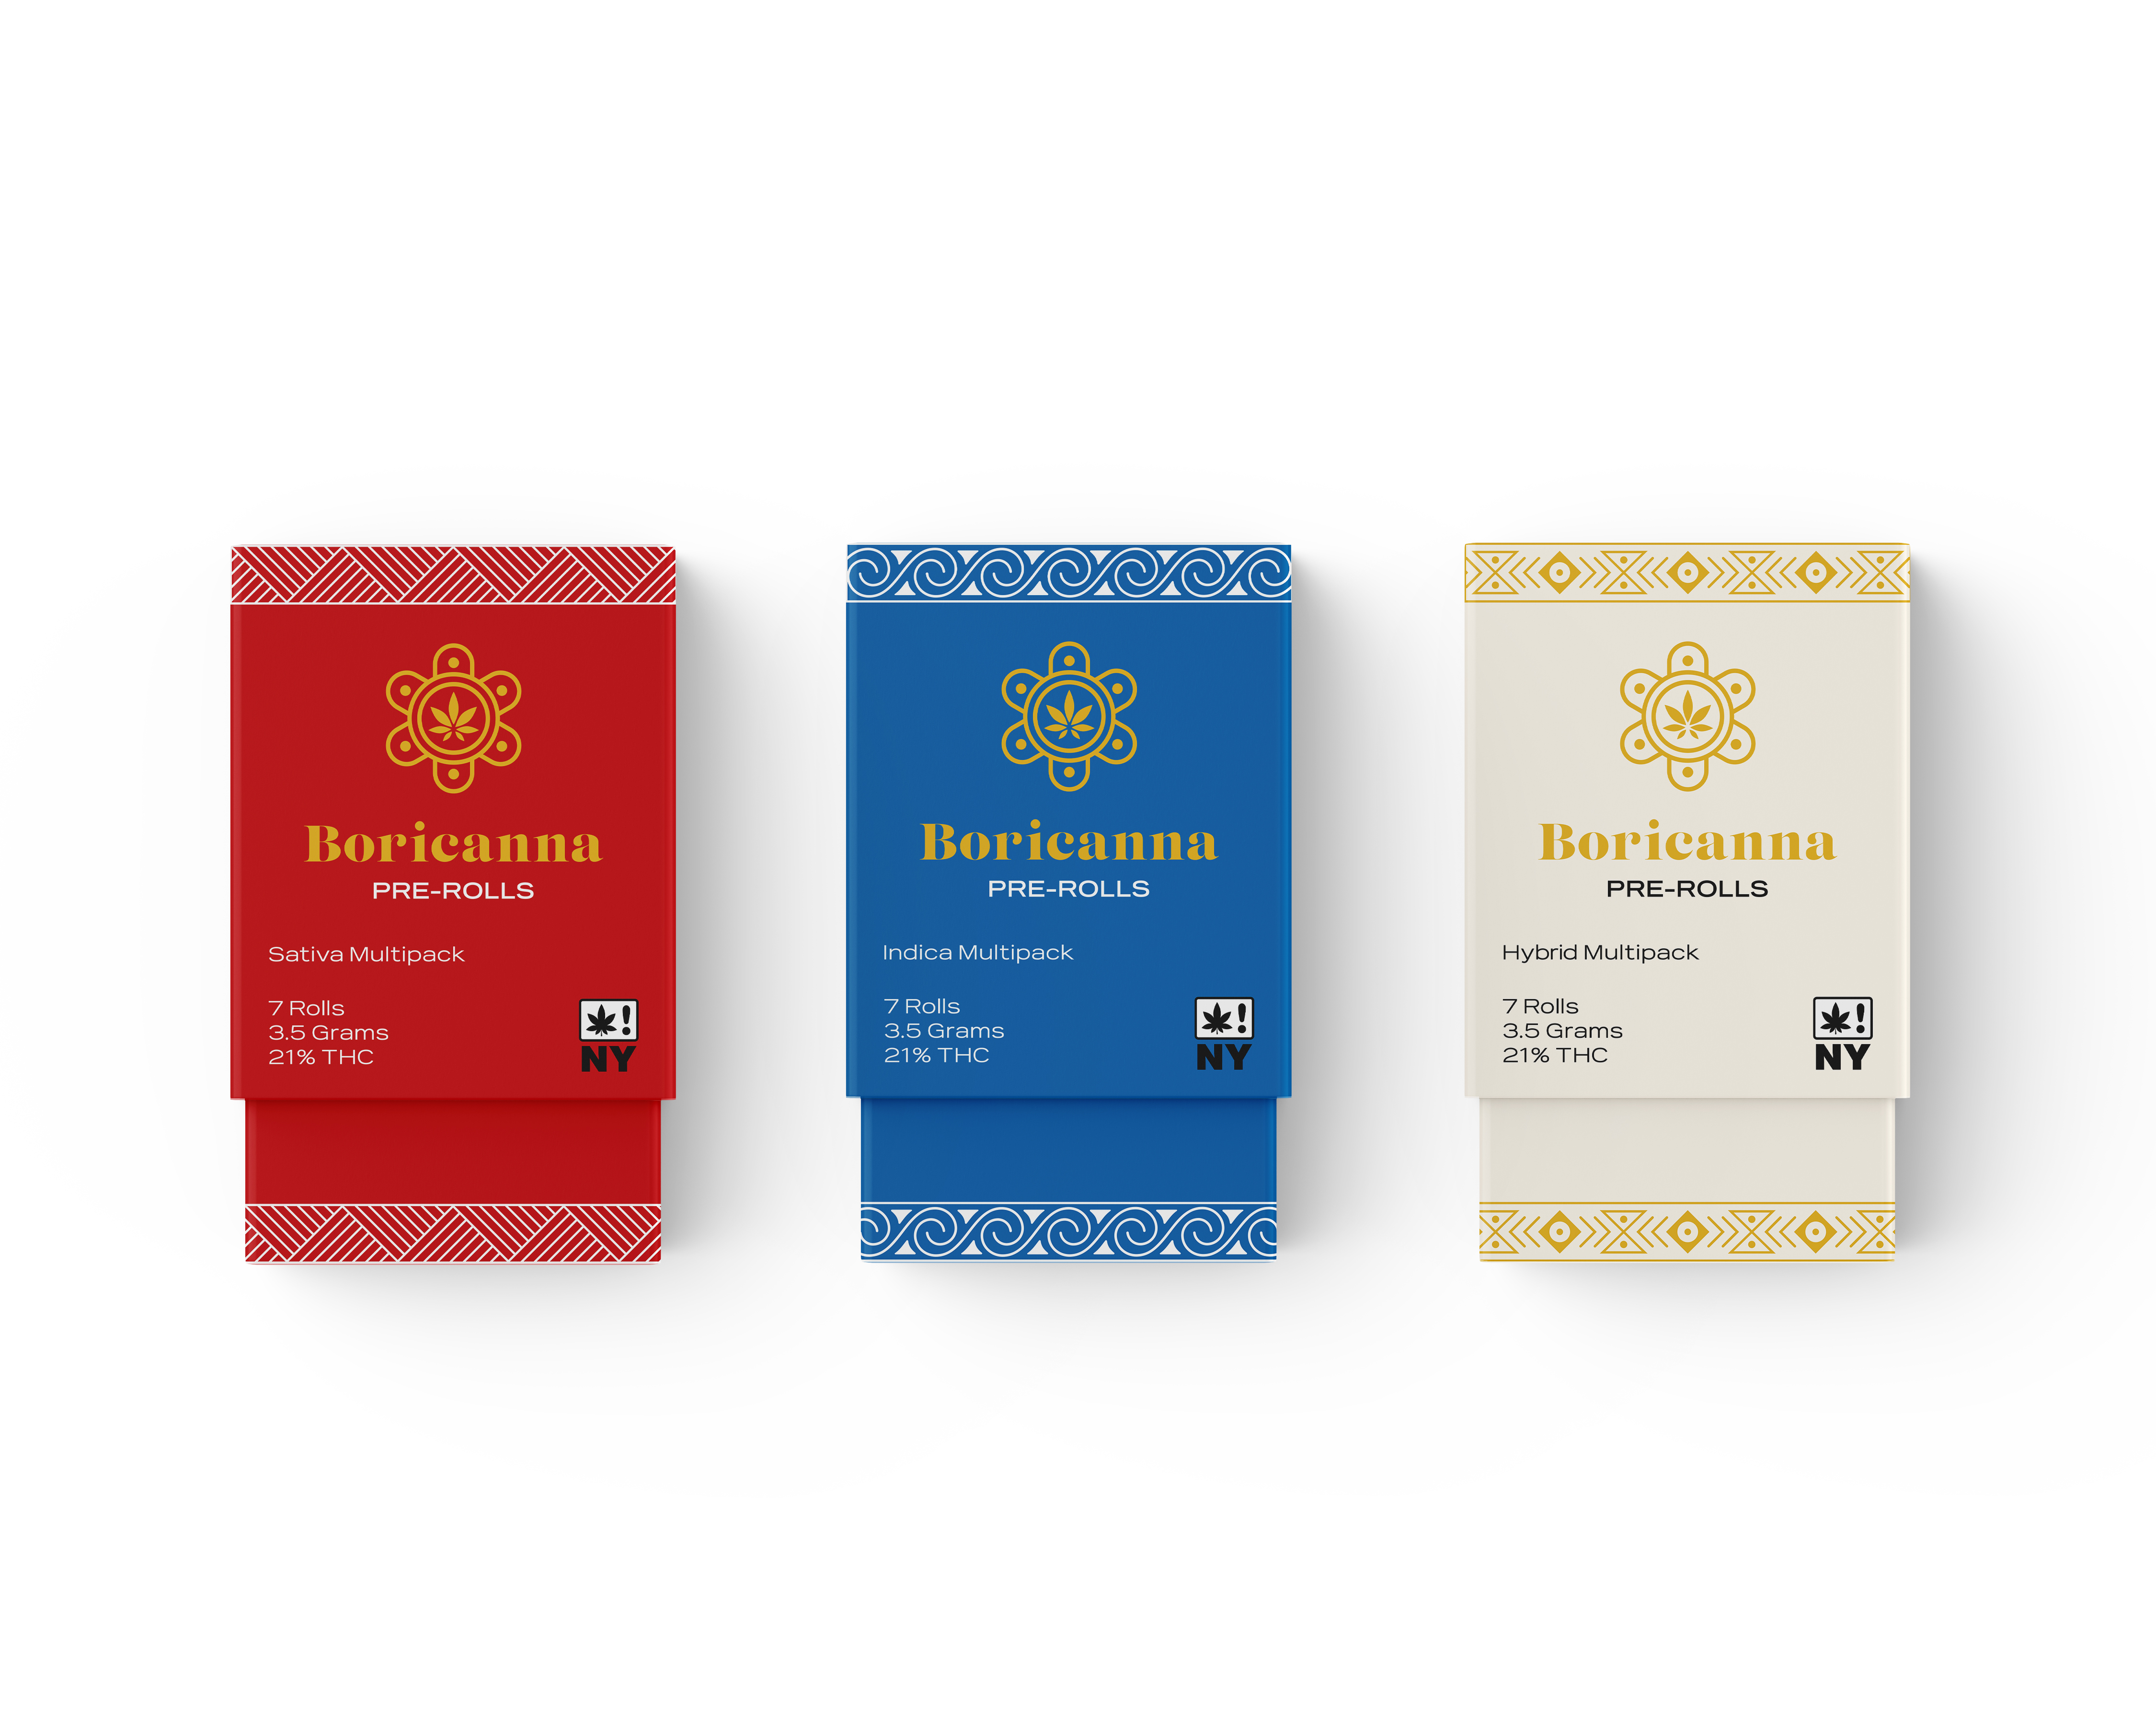 Boricanna
PRE-ROLLS
Sativa Multipack
7 Rolls
3.5 Grams
21% THC
!
NY
Boricanna
PRE-ROLLS
Indica Multipack
7 Rolls
3.5 Grams
21% THC
!
NY
Boricanna
PRE-ROLLS
Hybrid Multipack
7 Rolls
3.5 Grams
21% THC
!
NY